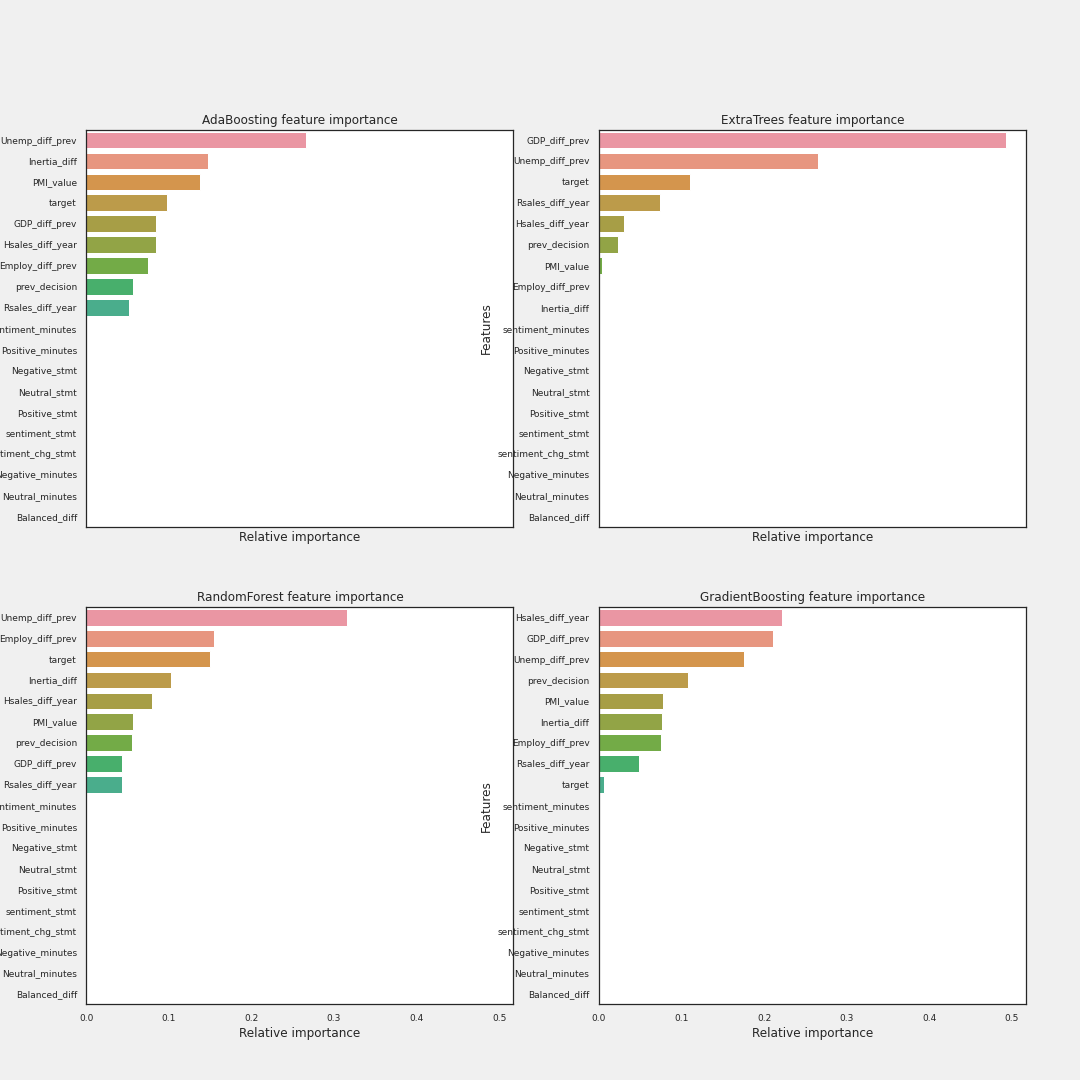 AdaBoosting feature importance
Unemp_diff_prev
Inertia_diff
PMI_value
target
GDP_diff_prev
Hsales_diff_year
Employ_diff_prev
prev_decision
Rsales_diff_year
ntiment_minutes
Positive_minutes
Negative_stmt
Neutral_stmt
Positive_stmt
sentiment_stmt
timent_chg_stmt
Negative_minutes
Neutral_minutes
Balanced_diff
Relative importance
ExtraTrees feature importance
Features
GDP_diff_prev
Unemp_diff_prev
target
Rsales_diff_year
Hsales_diff_year
prev_decision
PMI_value
Employ_diff_prev
Inertia_diff
sentiment_minutes
Positive_minutes
Negative_stmt
Neutral_stmt
Positive_stmt
sentiment_stmt
sentiment_chg_stmt
Negative_minutes
Neutral_minutes
Balanced_diff
Relative importance
RandomForest feature importance
Unemp_diff_prev
Employ_diff_prev
target
Inertia_diff
Hsales_diff_year
PMI_value
prev_decision
GDP_diff_prev
Rsales_diff_year
ntiment_minutes
Positive_minutes
Negative_stmt
Neutral_stmt
Positive_stmt
sentiment_stmt
timent_chg_stmt
Negative_minutes
Neutral_minutes
Balanced_diff
0.0 0.1 0.2 0.3 0.4 0.5
Relative importance
GradientBoosting feature importance
Features
Hsales_diff_year
GDP_diff_prev
Unemp_diff_prev
prev_decision
PMI_value
Inertia_diff
Employ_diff_prev
Rsales_diff_year
target
sentiment_minutes
Positive_minutes
Negative_stmt
Neutral_stmt
Positive_stmt
sentiment_stmt
sentiment_chg_stmt
Negative_minutes
Neutral_minutes
Balanced_diff
0.0 0.1 0.2 0.3 0.4 0.5
Relative importance